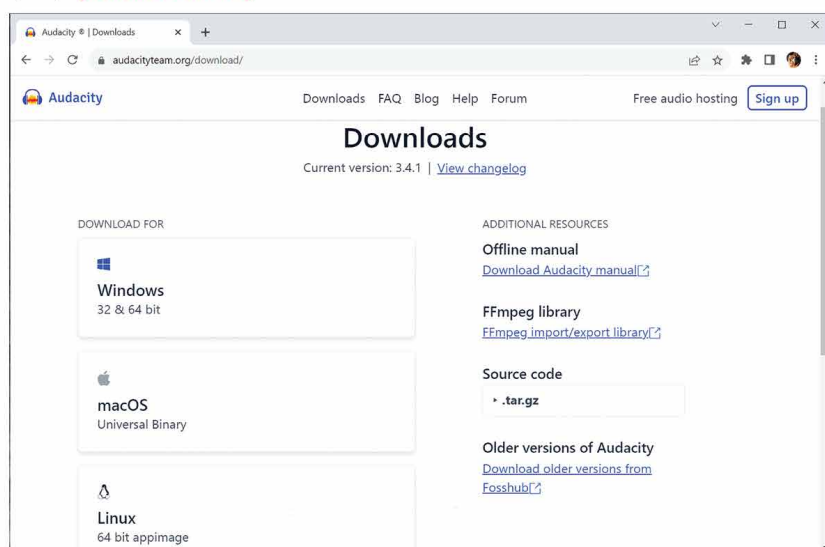 Audacity ® | Downloads
audacityteam.org/download/
Audacity
Downloads FAQ Blog Help Forum
Free audio hosting
Sign up
Downloads
Current version: 3.4.1 | View changelog
DOWNLOAD FOR
Windows
32 & 64 bit
macOS
Universal Binary
Linux
64 bit appimage
ADDITIONAL RESOURCES
Offline manual
Download Audacity manual
FFmpeg library
FFmpeg import/export library
Source code
.tar.gz
Older versions of Audacity
Download older versions from
Fosshub